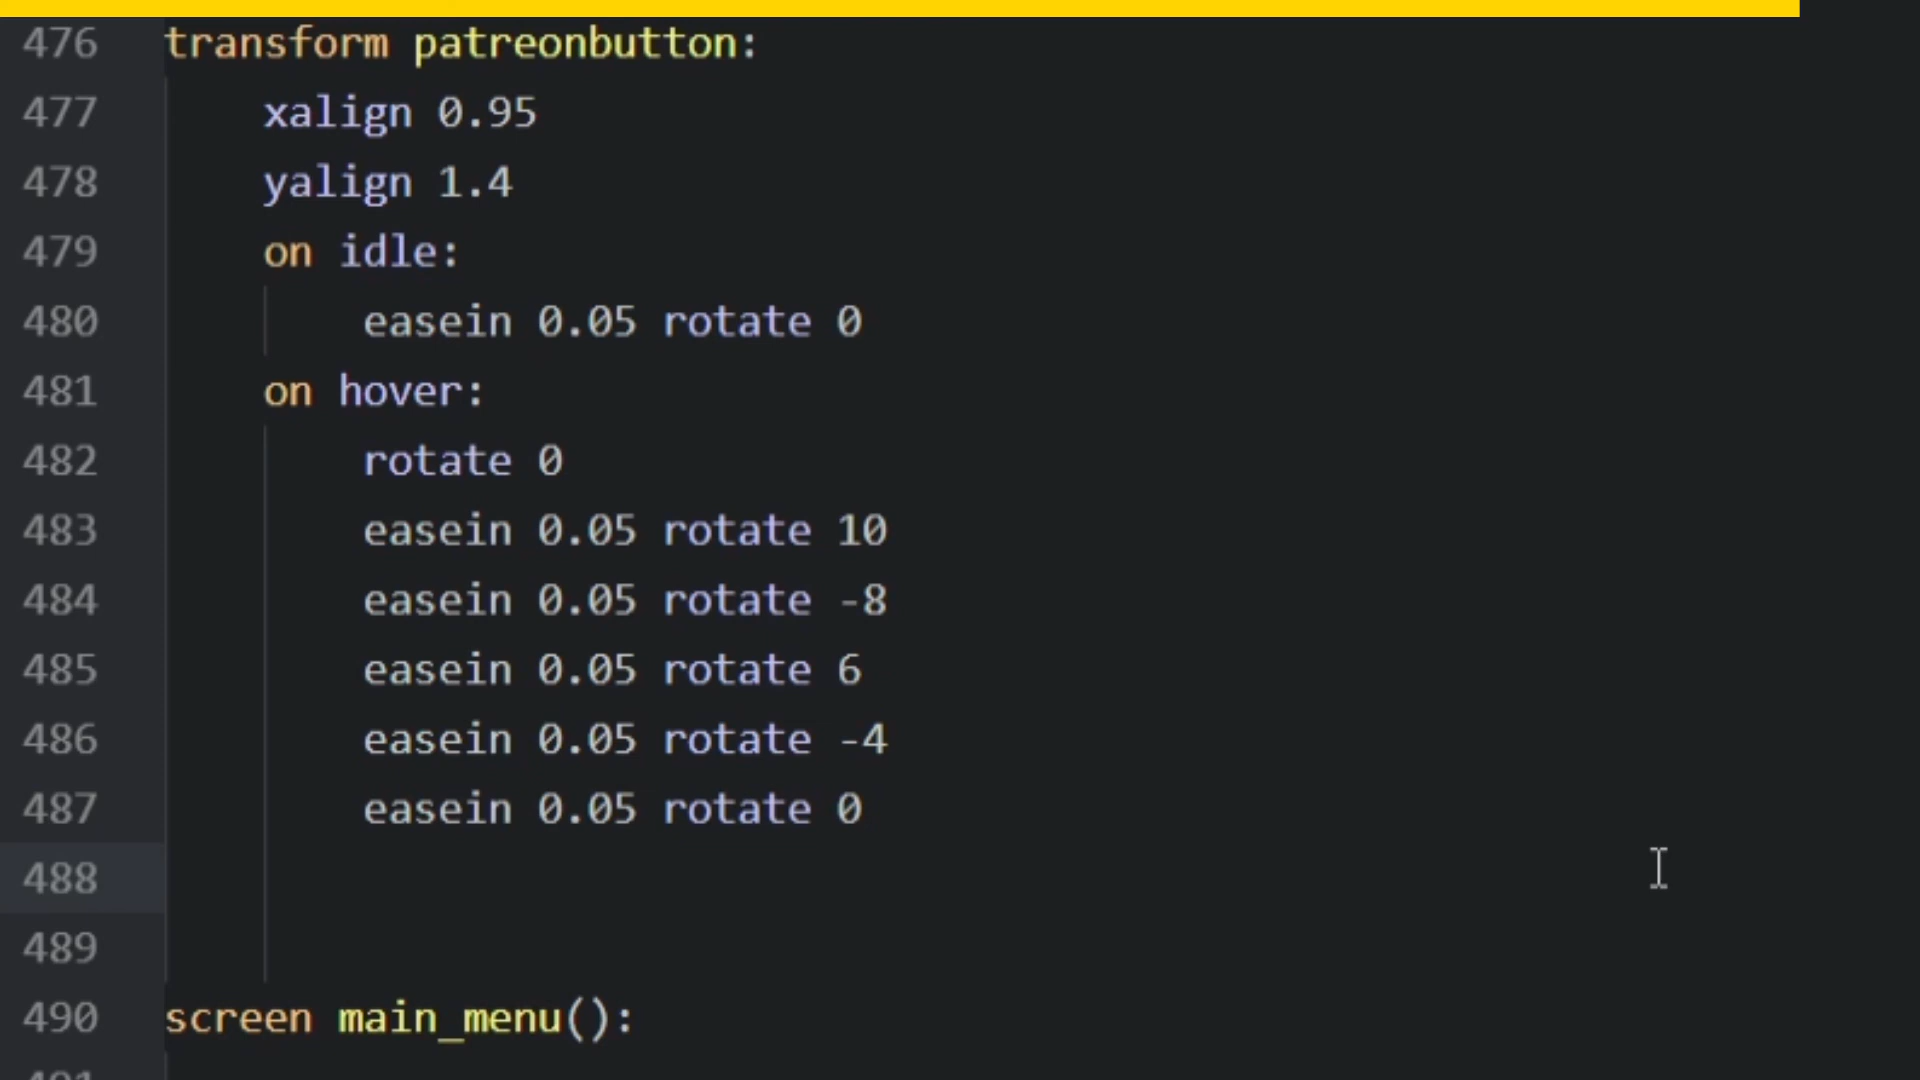 476 transform patreonbutton:
477 xalign 0.95
478 yalign 1.4
479 on idle:
480 easein 0.05 rotate 0
481 on hover:
482 rotate 0
483 easein 0.05 rotate 10
484 easein 0.05 rotate -8
485 easein 0.05 rotate 6
486 easein 0.05 rotate -4
487 easein 0.05 rotate 0
488
489
490 screen main_menu():